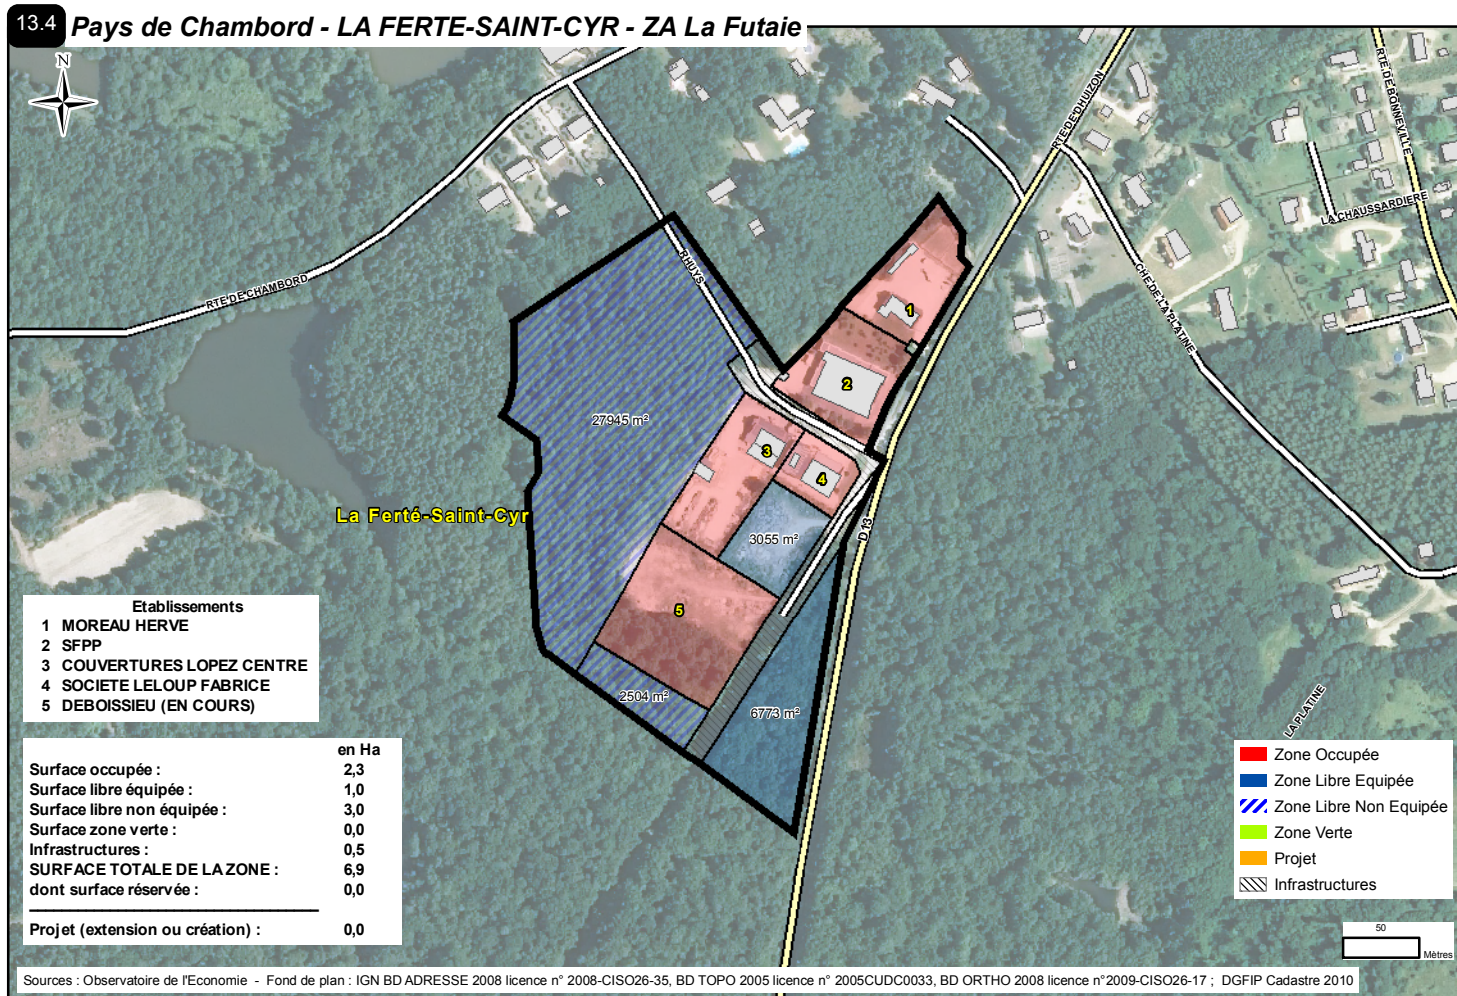 13.4 Pays de Chambord - LA FERTE-SAINT-CYR - ZA La Futaie
N
RTE DE DHUIZON
RTE DE BONNEVILLE
LA CHAUSSARDIERE
RHUYS
RTE DE CHAMBORD
CHE DE LA PLATINE
1
2
27945 m²
3
4
La Ferté-Saint-Cyr
D 13
3055 m²
5
2504 m²
6773 m²
LA PLATINE
Etablissements
1 MOREAU HERVE
2 SFPP
3 COUVERTURES LOPEZ CENTRE
4 SOCIETE LELOUP FABRICE
5 DEBOISSIEU (EN COURS)
en Ha
Surface occupée : 2,3
Surface libre équipée : 1,0
Surface libre non équipée : 3,0
Surface zone verte : 0,0
Infrastructures : 0,5
SURFACE TOTALE DE LA ZONE : 6,9
dont surface réservée : 0,0
Projet (extension ou création) : 0,0
Zone Occupée
Zone Libre Equipée
Zone Libre Non Equipée
Zone Verte
Projet
Infrastructures
50
Mètres
Sources : Observatoire de l'Economie - Fond de plan : IGN BD ADRESSE 2008 licence n° 2008-CISO26-35, BD TOPO 2005 licence n° 2005CUDC0033, BD ORTHO 2008 licence n°2009-CISO26-17 ; DGFIP Cadastre 2010